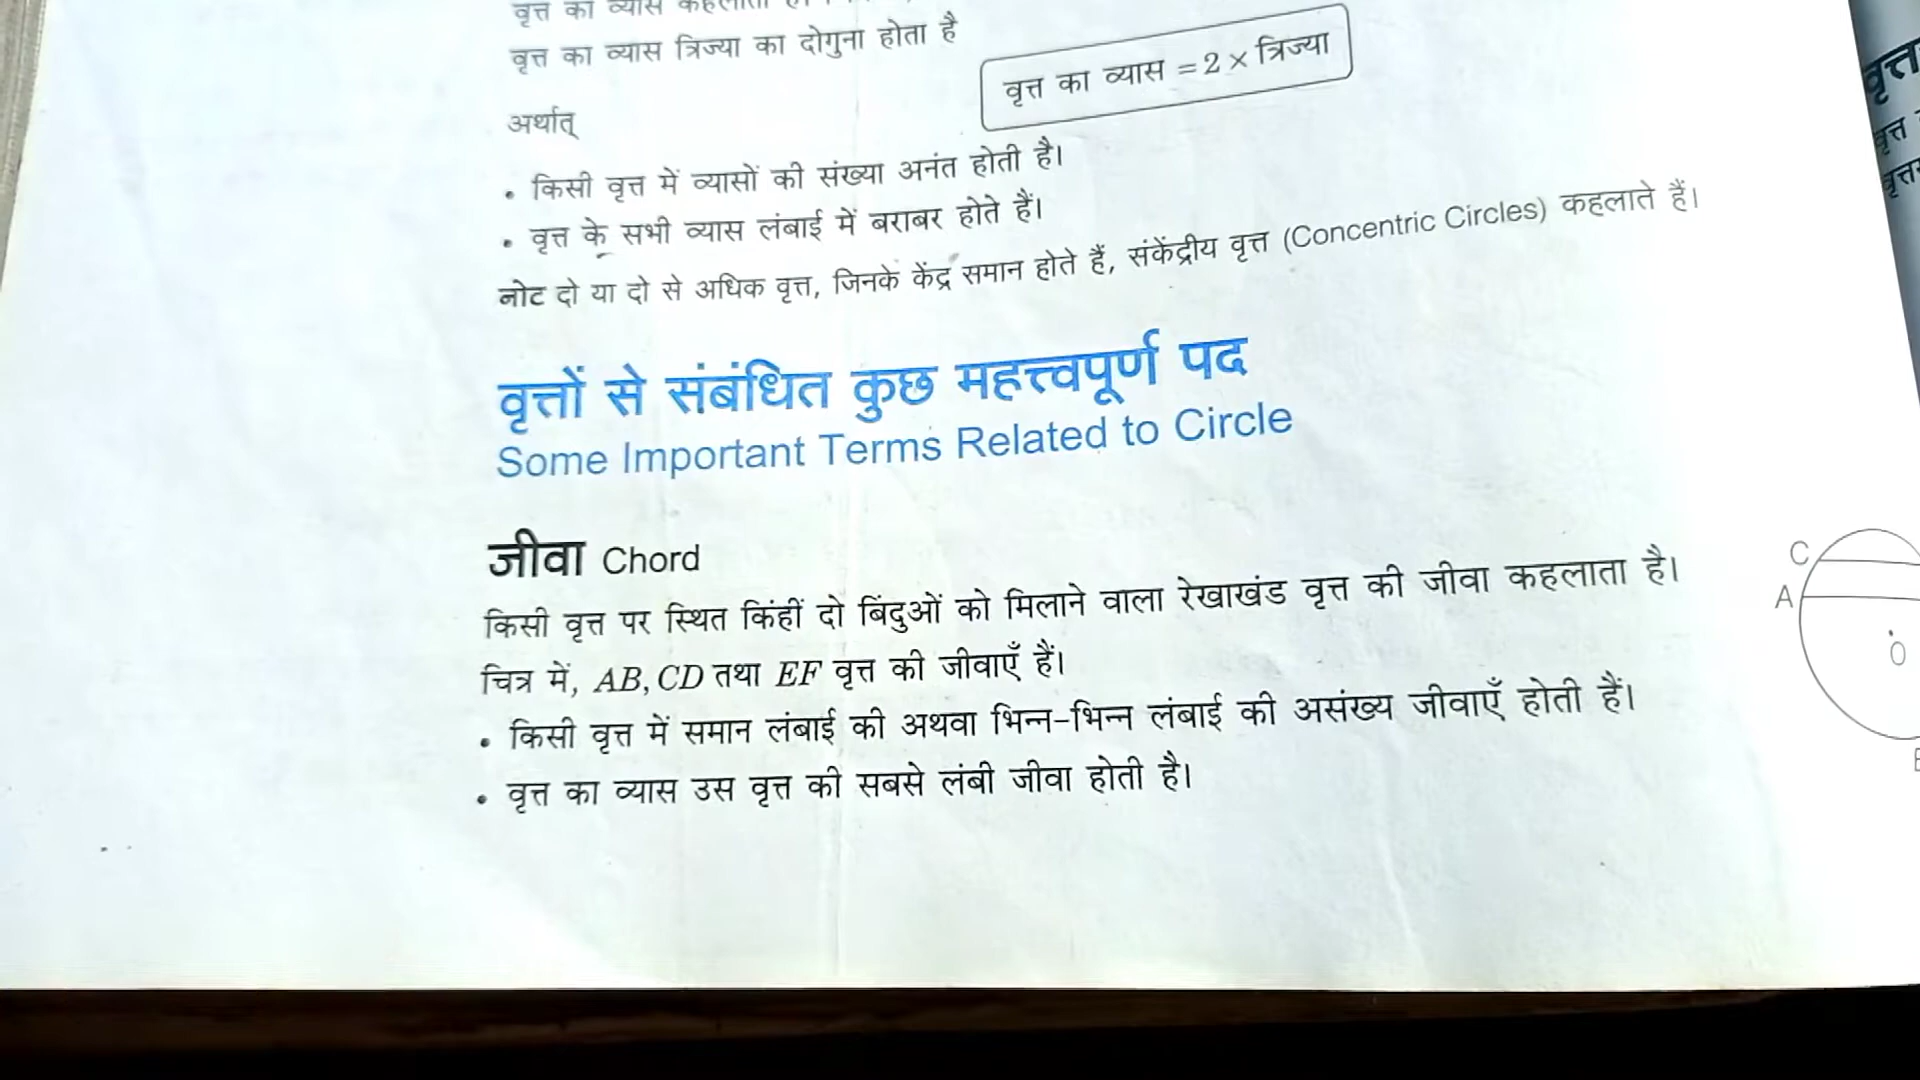 वृत्त का व्यास कहलाता
वृत्त का व्यास त्रिज्या का दोगुना होता है
वृत्त का व्यास = 2 × त्रिज्या
अर्थात्
• किसी वृत्त में व्यासों की संख्या अनंत होती है।
• वृत्त के सभी व्यास लंबाई में बराबर होते हैं।
नोट दो या दो से अधिक वृत्त, जिनके केंद्र समान होते हैं, संकेंद्रीय वृत्त (Concentric Circles) कहलाते हैं।
वृत्तों से संबंधित कुछ महत्त्वपूर्ण पद
Some Important Terms Related to Circle
जीवा Chord
किसी वृत्त पर स्थित किंहीं दो बिंदुओं को मिलाने वाला रेखाखंड वृत्त की जीवा कहलाता है।
चित्र में, AB, CD तथा EF वृत्त की जीवाएँ हैं।
• किसी वृत्त में समान लंबाई की अथवा भिन्न-भिन्न लंबाई की असंख्य जीवाएँ होती हैं।
• वृत्त का व्यास उस वृत्त की सबसे लंबी जीवा होती है।
C
A
O
वृत्त
वृत्त